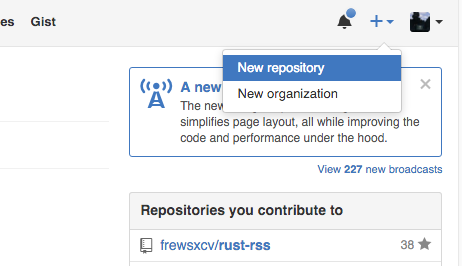 es Gist
New repository
New organization
A new
The new
simplifies page layout, all while improving the
code and performance under the hood.
View 227 new broadcasts
Repositories you contribute to
frewsxcv/rust-rss 38